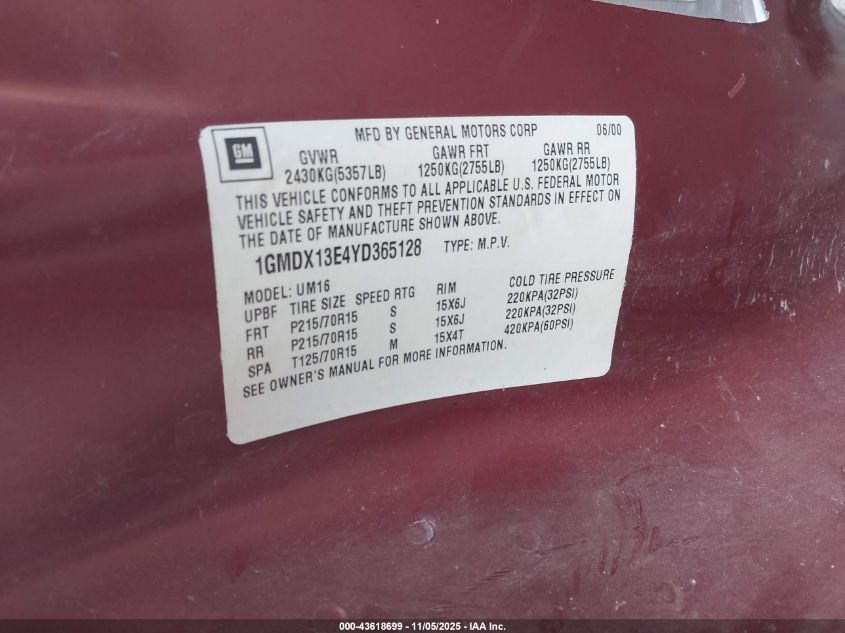 GM
MFD BY GENERAL MOTORS CORP 06/00
GVWR GAWR FRT GAWR RR
2430KG(5357LB) 1250KG(2755LB) 1250KG(2755LB)
THIS VEHICLE CONFORMS TO ALL APPLICABLE U.S. FEDERAL MOTOR
VEHICLE SAFETY AND THEFT PREVENTION STANDARDS IN EFFECT ON
THE DATE OF MANUFACTURE SHOWN ABOVE.
1GMDX13E4YD365128 TYPE: M.P.V.
MODEL: UM16
UPBF TIRE SIZE SPEED RTG RIM COLD TIRE PRESSURE
FRT P215/70R15 S 15X6J 220KPA(32PSI)
RR P215/70R15 S 15X6J 220KPA(32PSI)
SPA T125/70R15 M 15X4T 420KPA(60PSI)
SEE OWNER'S MANUAL FOR MORE INFORMATION.
000-43618699 - 11/05/2025 - IAA Inc.